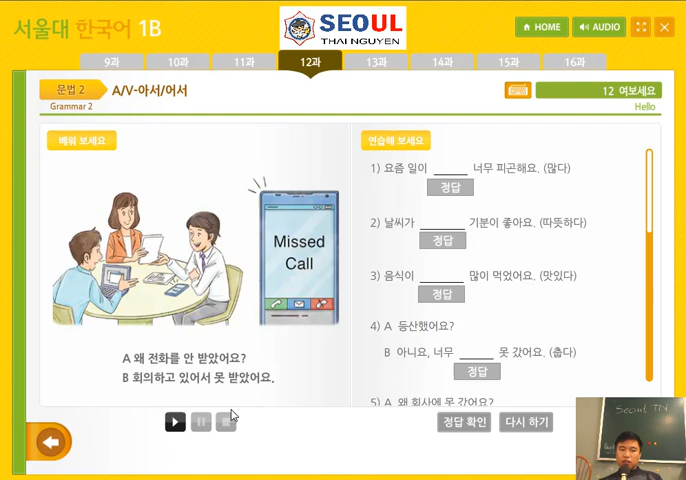 서울대 한국어 1B
SEOUL
THAI NGUYEN
HOME
AUDIO
9과 10과 11과 12과 13과 14과 15과 16과
문법 2
A/V-아서/어서
Grammar 2
12 여보세요
Hello
배워 보세요
Missed
Call
A 왜 전화를 안 받았어요?
B 회의하고 있어서 못 받았어요.
연습해 보세요
1) 요즘 일이 ______ 너무 피곤해요. (많다)
정답
2) 날씨가 ______ 기분이 좋아요. (따뜻하다)
정답
3) 음식이 ______ 많이 먹었어요. (맛있다)
정답
4) A 등산했어요?
B 아니요, 너무 ______ 못 갔어요. (춥다)
정답
5) A 왜 회사에 못 갔어요?
정답 확인
다시 하기
Seoul TN